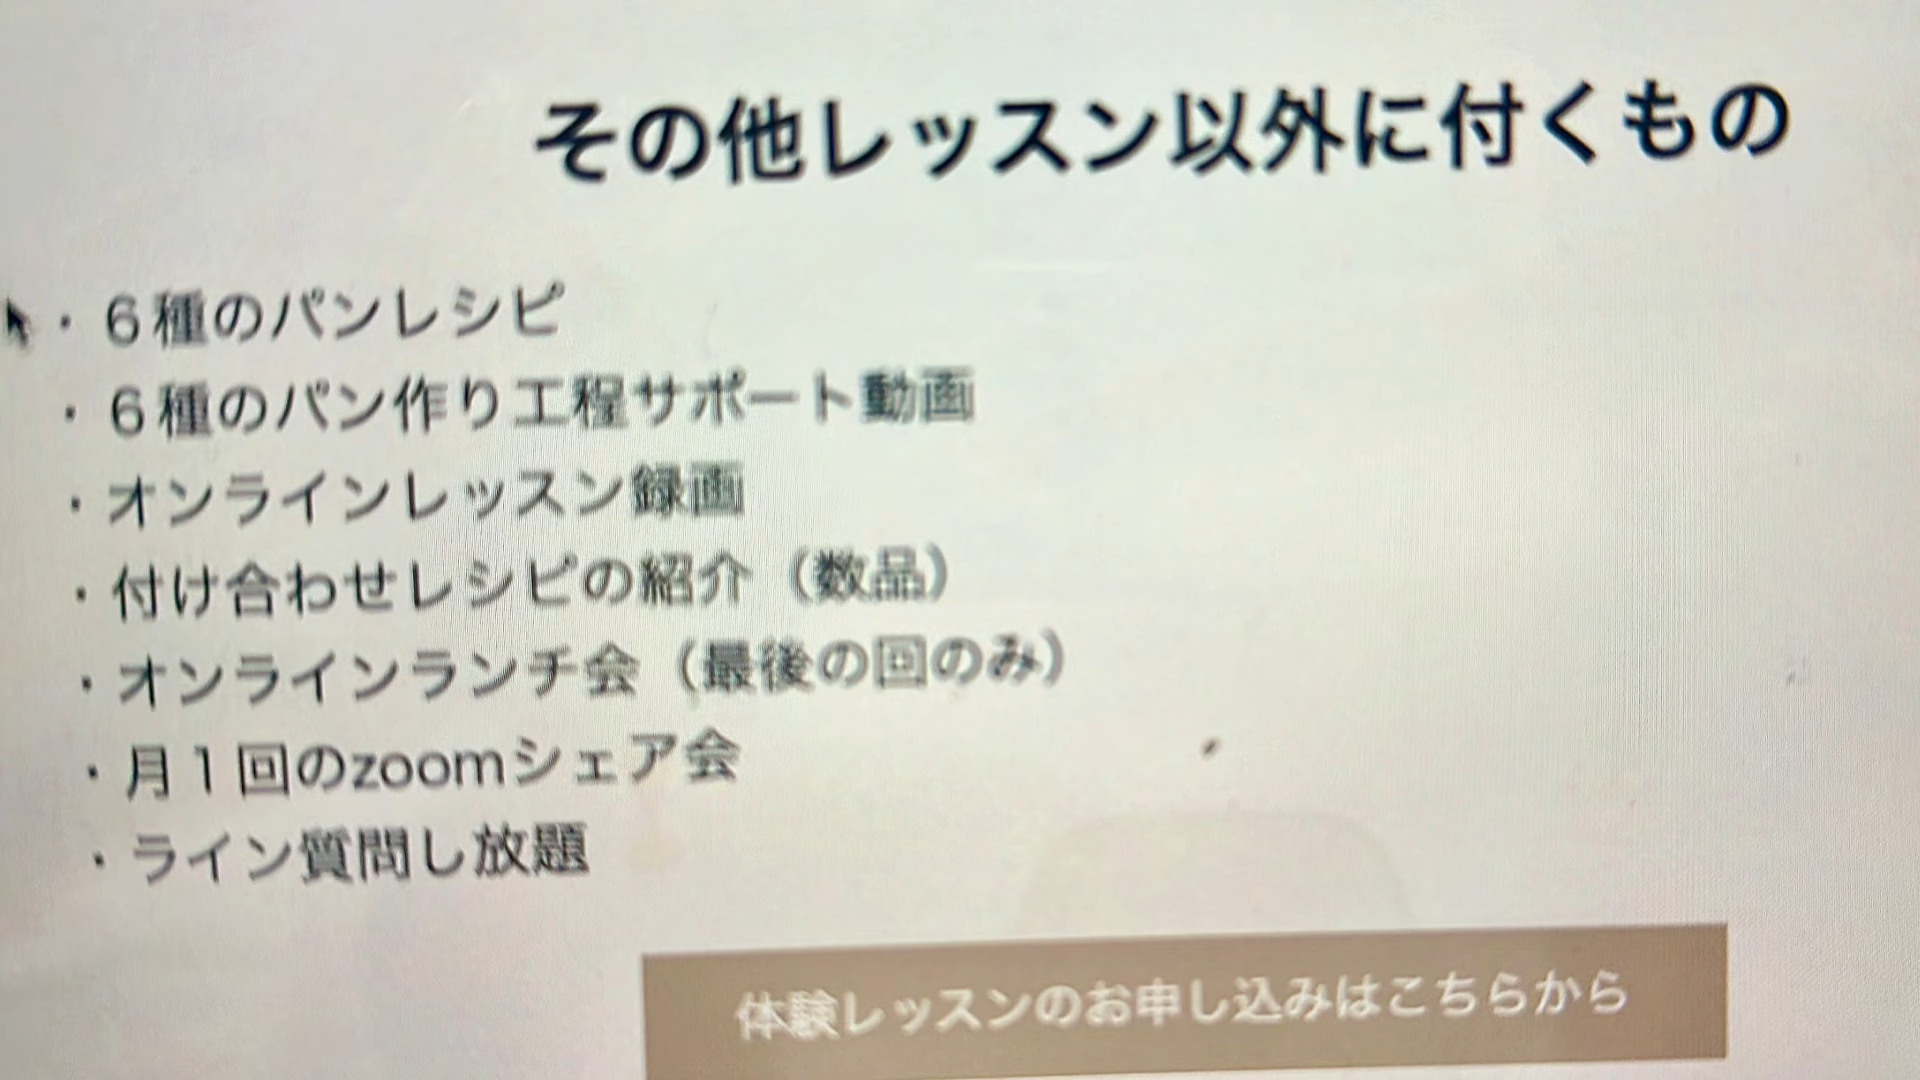 その他レッスン以外に付くもの
・６種のパンレシピ
・６種のパン作り工程サポート動画
・オンラインレッスン録画
・付け合わせレシピの紹介（数品）
・オンラインランチ会（最後の回のみ）
・月１回のzoomシェア会
・ライン質問し放題
体験レッスンのお申し込みはこちらから